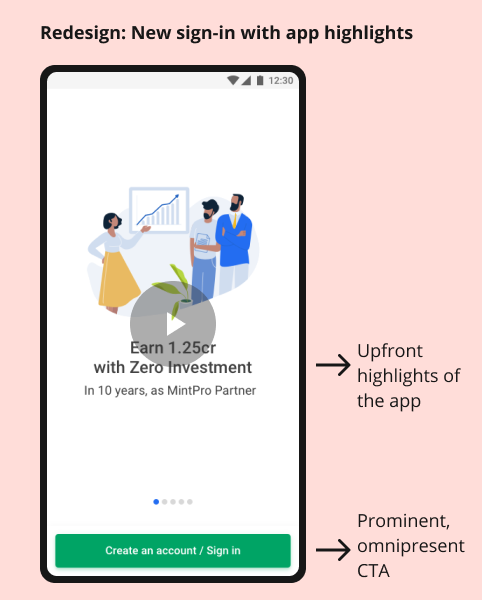 Redesign: New sign-in with app highlights
12:30
Earn 1.25cr
with Zero Investment
In 10 years, as MintPro Partner
Upfront
highlights of
the app
Create an account / Sign in
Prominent,
omnipresent
CTA